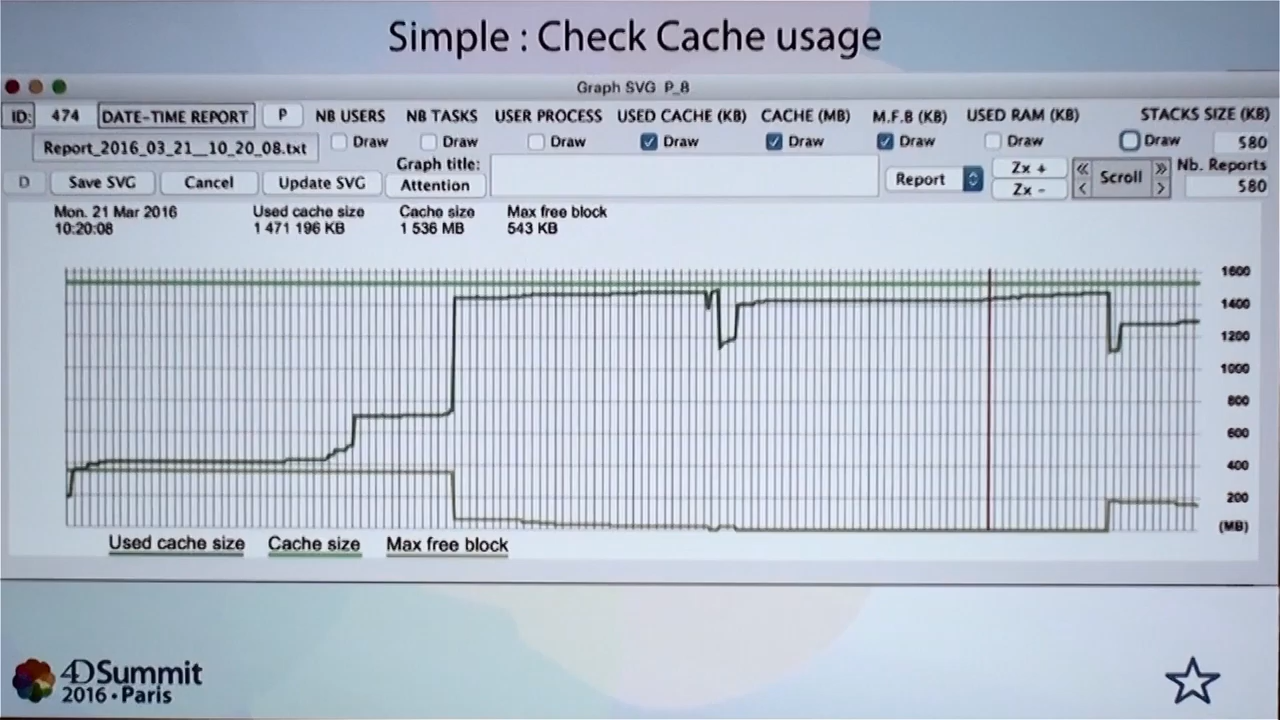 Simple : Check Cache usage
Graph SVG P_8
ID: 474 DATE-TIME REPORT P NB USERS NB TASKS USER PROCESS USED CACHE (KB) CACHE (MB) M.F.B (KB) USED RAM (KB) STACKS SIZE (KB)
Report_2016_03_21__10_20_08.txt Draw Draw Draw Draw Draw Draw Draw Draw 580
Graph title: Report Zx + « Scroll » Nb. Reports
D Save SVG Cancel Update SVG Attention Zx - < > 580
Mon. 21 Mar 2016 Used cache size Cache size Max free block
10:20:08 1 471 196 KB 1 536 MB 543 KB
1600
1400
1200
1000
800
600
400
200
(MB)
Used cache size Cache size Max free block
4D Summit
2016 • Paris